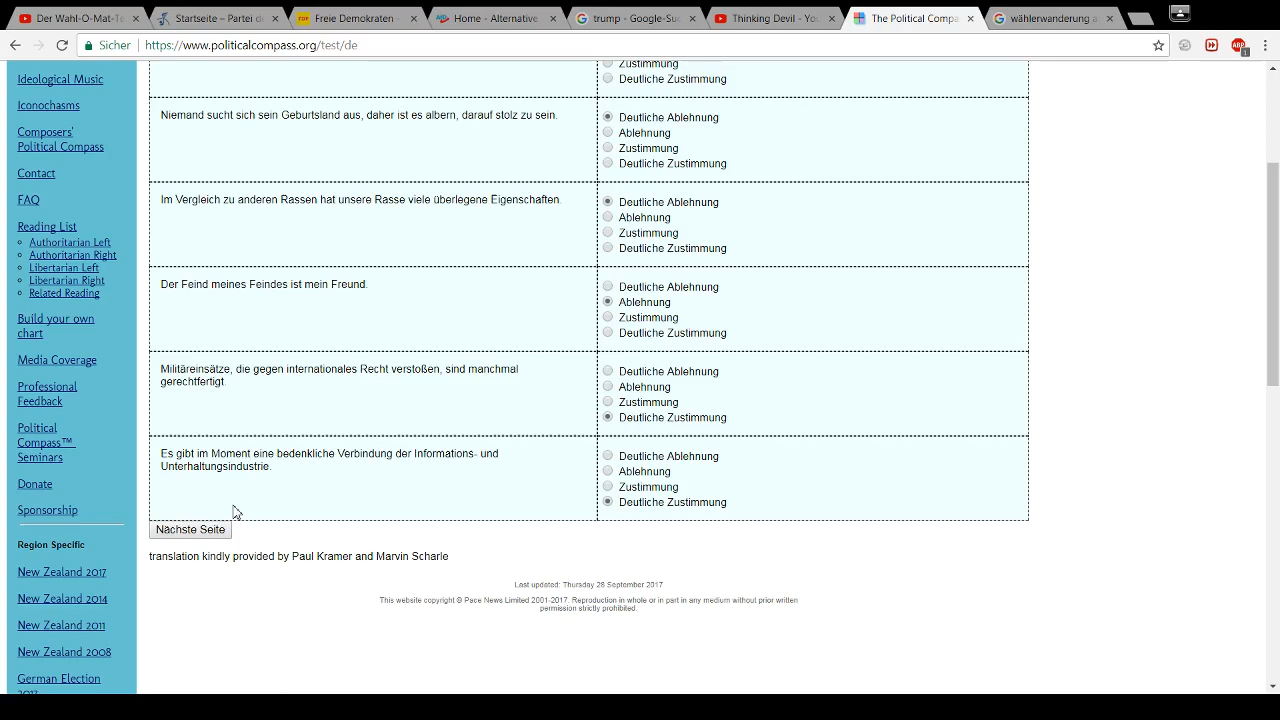 Der Wahl-O-Mat-Te
Startseite – Partei de
Freie Demokraten -
Home - Alternative
trump - Google-Suc
Thinking Devil - You
The Political Compa
wählerwanderung a
Sicher
https://www.politicalcompass.org/test/de
Ideological Music
Iconochasms
Composers'
Political Compass
Contact
FAQ
Reading List
Authoritarian Left
Authoritarian Right
Libertarian Left
Libertarian Right
Related Reading
Build your own
chart
Media Coverage
Professional
Feedback
Political
Compass™
Seminars
Donate
Sponsorship
Region Specific
New Zealand 2017
New Zealand 2014
New Zealand 2011
New Zealand 2008
German Election
2013
Zustimmung
Deutliche Zustimmung
Niemand sucht sich sein Geburtsland aus, daher ist es albern, darauf stolz zu sein.
Deutliche Ablehnung
Ablehnung
Zustimmung
Deutliche Zustimmung
Im Vergleich zu anderen Rassen hat unsere Rasse viele überlegene Eigenschaften.
Deutliche Ablehnung
Ablehnung
Zustimmung
Deutliche Zustimmung
Der Feind meines Feindes ist mein Freund.
Deutliche Ablehnung
Ablehnung
Zustimmung
Deutliche Zustimmung
Militäreinsätze, die gegen internationales Recht verstoßen, sind manchmal
gerechtfertigt.
Deutliche Ablehnung
Ablehnung
Zustimmung
Deutliche Zustimmung
Es gibt im Moment eine bedenkliche Verbindung der Informations- und
Unterhaltungsindustrie.
Deutliche Ablehnung
Ablehnung
Zustimmung
Deutliche Zustimmung
Nächste Seite
translation kindly provided by Paul Kramer and Marvin Scharle
Last updated: Thursday 28 September 2017
This website copyright © Pace News Limited 2001-2017. Reproduction in whole or in part in any medium without prior written
permission strictly prohibited.